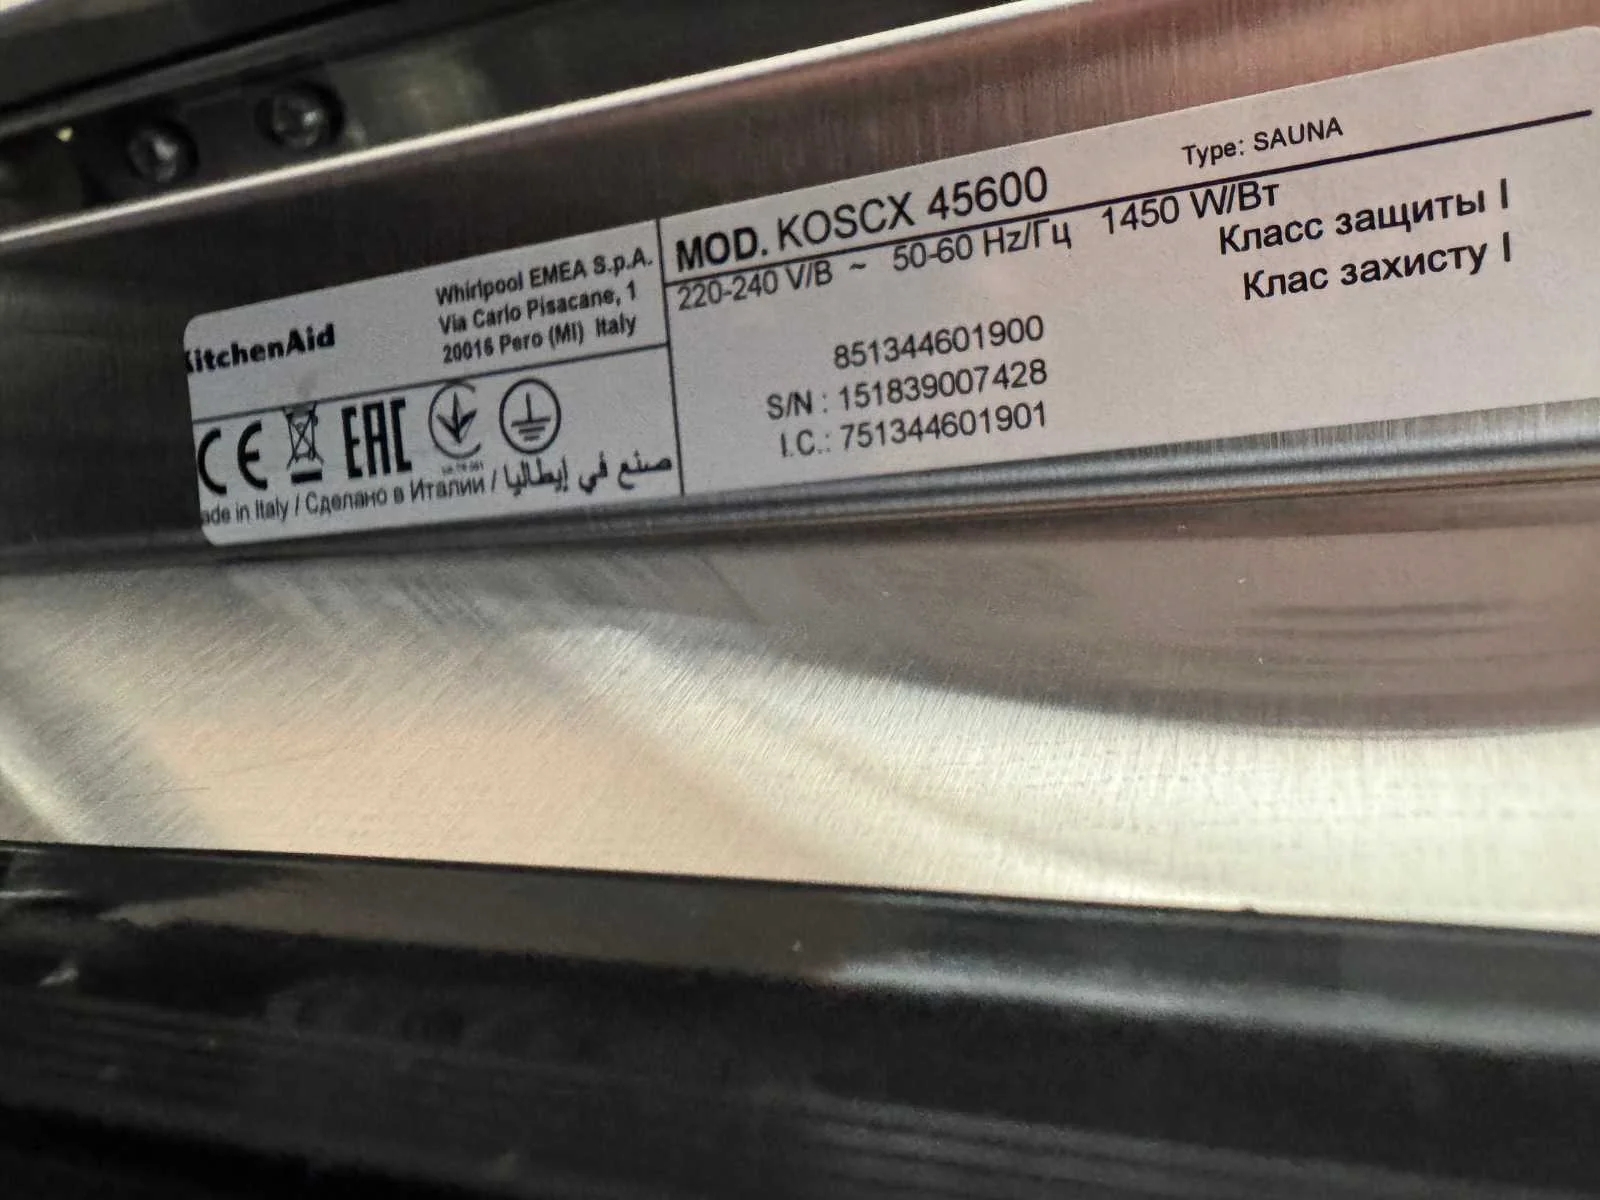 KitchenAid
Whirlpool EMEA S.p.A.
Via Carlo Pisacane, 1
20016 Pero (MI) Italy
CE EAC
ade in Italy / Сделано в Италии / صنع في إيطاليا
MOD. KOSCX 45600
Type: SAUNA
220-240 V/В ~ 50-60 Hz/Гц 1450 W/Вт
Класс защиты I
Клас захисту I
851344601900
S/N : 151839007428
I.C.: 751344601901